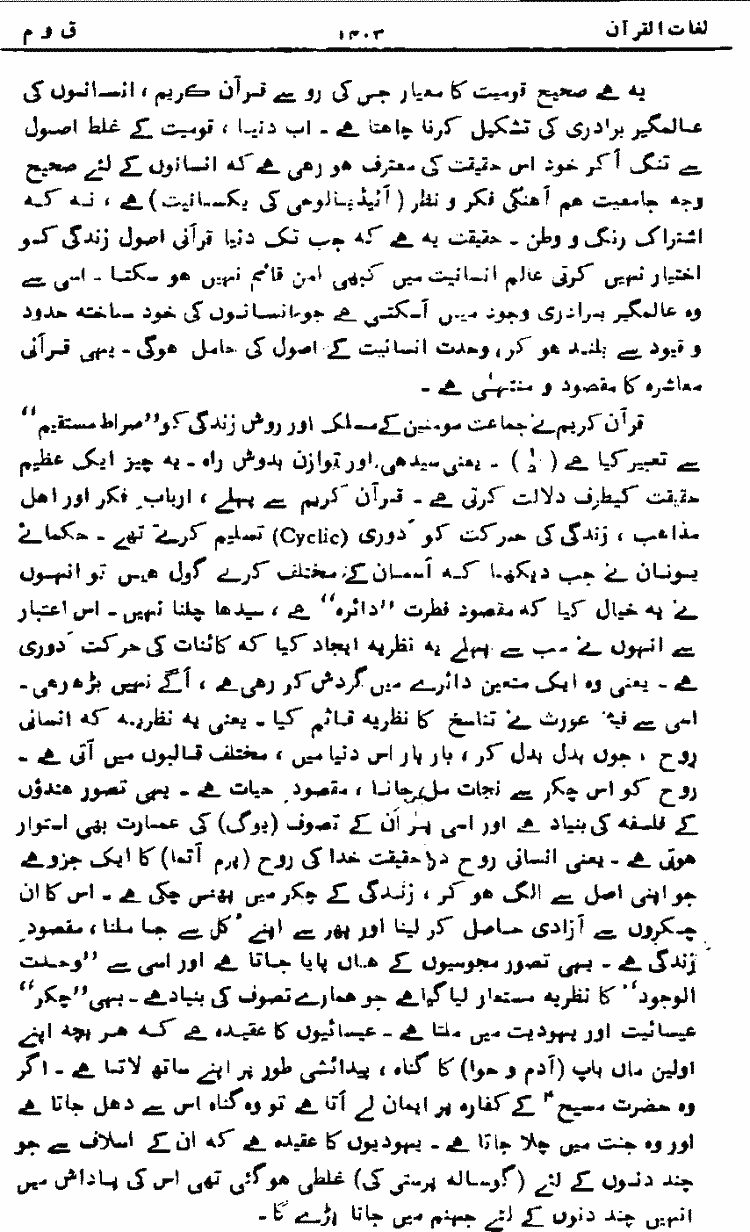 لغات القرآن ۱۴۰۳ ق و م
یہ ہے صحیح قومیت کا معیار جس کی رو سے قرآن کریم ، انسانوں کی
عالمگیر برادری کی تشکیل کرنا چاہتا ہے ۔ اب دنیا ، قومیت کے غلط اصول
سے تنگ آ کر خود اس حقیقت کی معترف ہو رہی ہے کہ انسانوں کے لئے صحیح
وجہ جامعیت ہم آہنگی فکر و نظر ( آئیڈیالوجی کی یکسانیت ) ہے ، نہ کہ
اشتراک رنگ و وطن ۔ حقیقت یہ ہے کہ جب تک دنیا قرآنی اصول زندگی کو
اختیار نہیں کرتی عالم انسانیت میں کبھی امن قائم نہیں ہو سکتا ۔ اسی سے
وہ عالمگیر برادری وجود میں آسکتی ہے جو انسانوں کی خود ساختہ حدود
و قیود سے بلند ہو کر ، وحدت انسانیت کے اصول کی حامل ہوگی ۔ یہی قرآنی
معاشرہ کا مقصود و منتہیٰ ہے ۔
قرآن کریم نے جماعت مومنین کے مسلک اور روش زندگی کو ”صراط مستقیم“
سے تعبیر کیا ہے ( ۱/۵ ) ۔ یعنی سیدھی اور توازن بدوش راہ ۔ یہ چیز ایک عظیم
حقیقت کیطرف دلالت کرتی ہے ۔ قرآن کریم سے پہلے ، اربابِ فکر اور اہل
مذاہب ، زندگی کی حرکت کو دَوری (Cyclic) تسلیم کرتے تھے ۔ حکمائے
یونان نے جب دیکھا کہ آسمان کے مختلف کرے گول ہیں تو انہوں
نے یہ خیال کیا کہ مقصود فطرت ”دائرہ“ ہے ، سیدھا چلنا نہیں ۔ اس اعتبار
سے انہوں نے سب سے پہلے یہ نظریہ ایجاد کیا کہ کائنات کی حرکت دَوری
ہے ۔ یعنی وہ ایک متعین دائرے میں گردش کر رہی ہے ، آگے نہیں بڑھ رہی ۔
اسی سے فیثا غورث نے تناسخ کا نظریہ قائم کیا ۔ یعنی یہ نظریہ کہ انسانی
روح ، جون بدل بدل کر ، بار بار اس دنیا میں ، مختلف قالبوں میں آتی ہے ۔
روح کو اس چکر سے نجات مل جانا ، مقصودِ حیات ہے ۔ یہی تصور ہندؤں
کے فلسفہ کی بنیاد ہے اور اسی پر اُن کے تصوف (یوگ) کی عمارت بھی استوار
ہوتی ہے ۔ یعنی انسانی روح در حقیقت خدا کی روح (پرم آتما) کا ایک جزو ہے
جو اپنی اصل سے الگ ہو کر ، زندگی کے چکر میں پھنس چکی ہے ۔ اس کا ان
چکروں سے آزادی حاصل کر لینا اور پھر سے اپنے کُل سے جا ملنا ، مقصودِ
زندگی ہے ۔ یہی تصور مجوسیوں کے ہاں پایا جاتا ہے اور اسی سے ”وحدت
الوجود“ کا نظریہ مستعار لیا گیا ہے جو ہمارے تصوف کی بنیاد ہے ۔ یہی ”چکر“
عیسائیت اور یہودیت میں ملتا ہے ۔ عیسائیوں کا عقیدہ ہے کہ ہر بچہ اپنے
اولین ماں باپ (آدم و حوا) کا گناہ ، پیدائشی طور پر اپنے ساتھ لاتا ہے ۔ اگر
وہ حضرت مسیح ؑ کے کفارہ پر ایمان لے آتا ہے تو وہ گناہ اس سے دھل جاتا ہے
اور وہ جنت میں چلا جاتا ہے ۔ یہودیوں کا عقیدہ ہے کہ ان کے اسلاف سے جو
چند دنوں کے لئے (گوسالہ پرستی کی) غلطی ہو گئی تھی اس کی پاداش میں
انہیں چند دنوں کے لئے جہنم میں جانا پڑے گا ۔